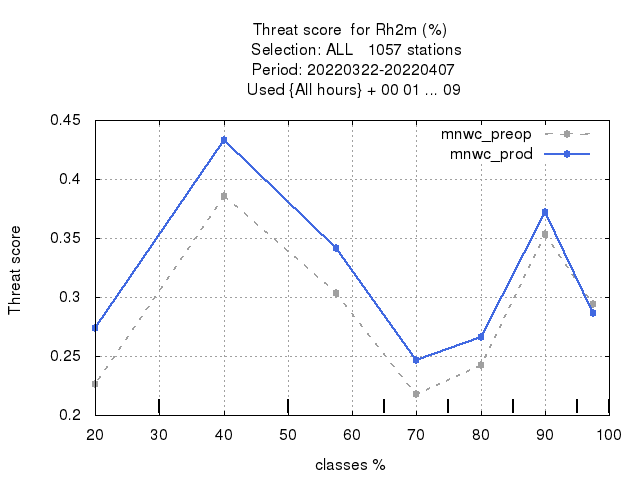 Threat score  for Rh2m (%)
Selection: ALL   1057 stations
Period: 20220322-20220407
Used {All hours} + 00 01 ... 09
mnwc_preop
mnwc_prod
Threat score
0.45
0.4
0.35
0.3
0.25
0.2
20 30 40 50 60 70 80 90 100
classes %